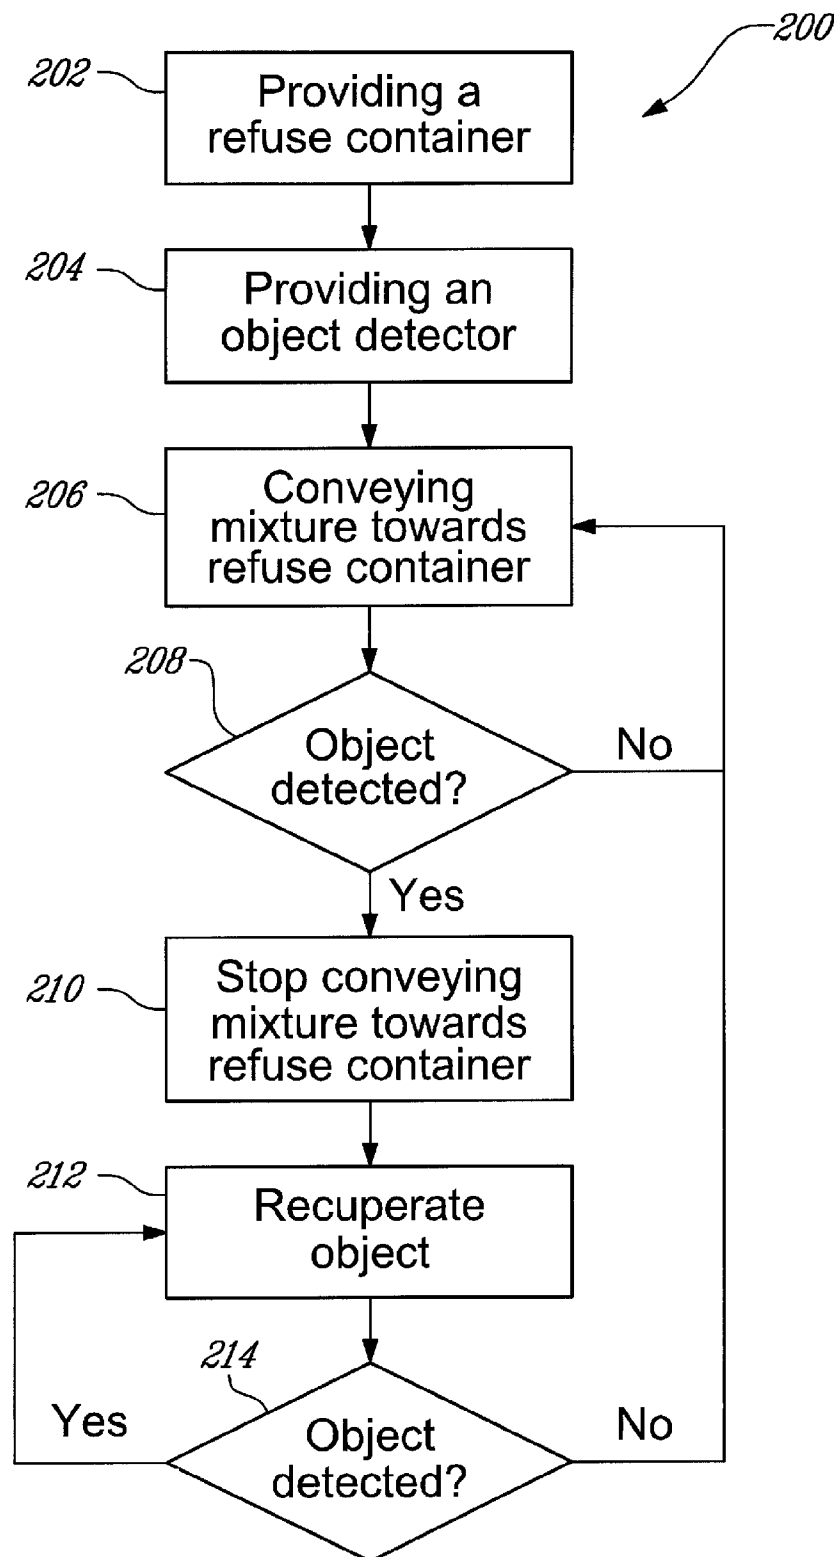 200
202
Providing a
refuse container
204
Providing an
object detector
206
Conveying
mixture towards
refuse container
208
Object
detected?
No
Yes
210
Stop conveying
mixture towards
refuse container
212
Recuperate
object
214
Yes
Object
detected?
No